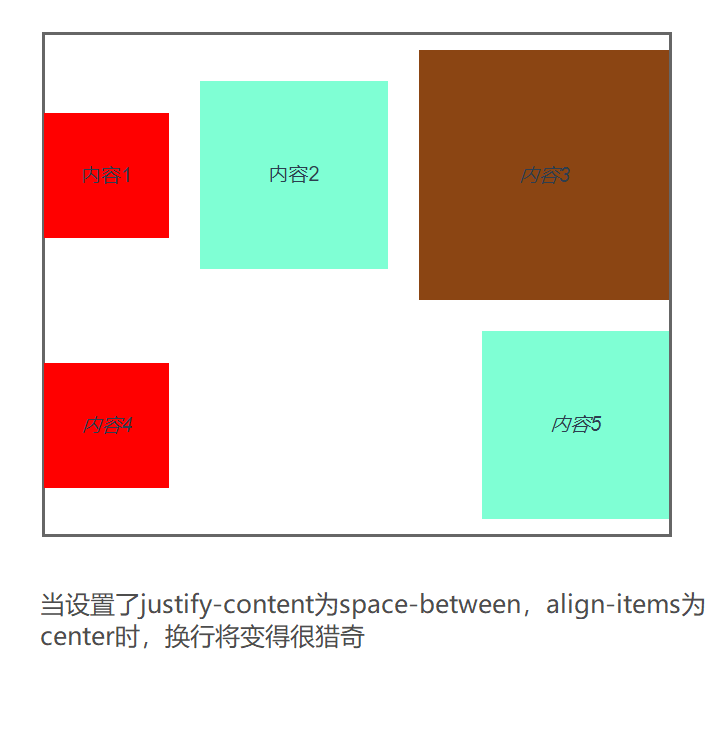 内容1
内容2
内容3
内容4
内容5
当设置了justify-content为space-between，align-items为
center时，换行将变得很猎奇